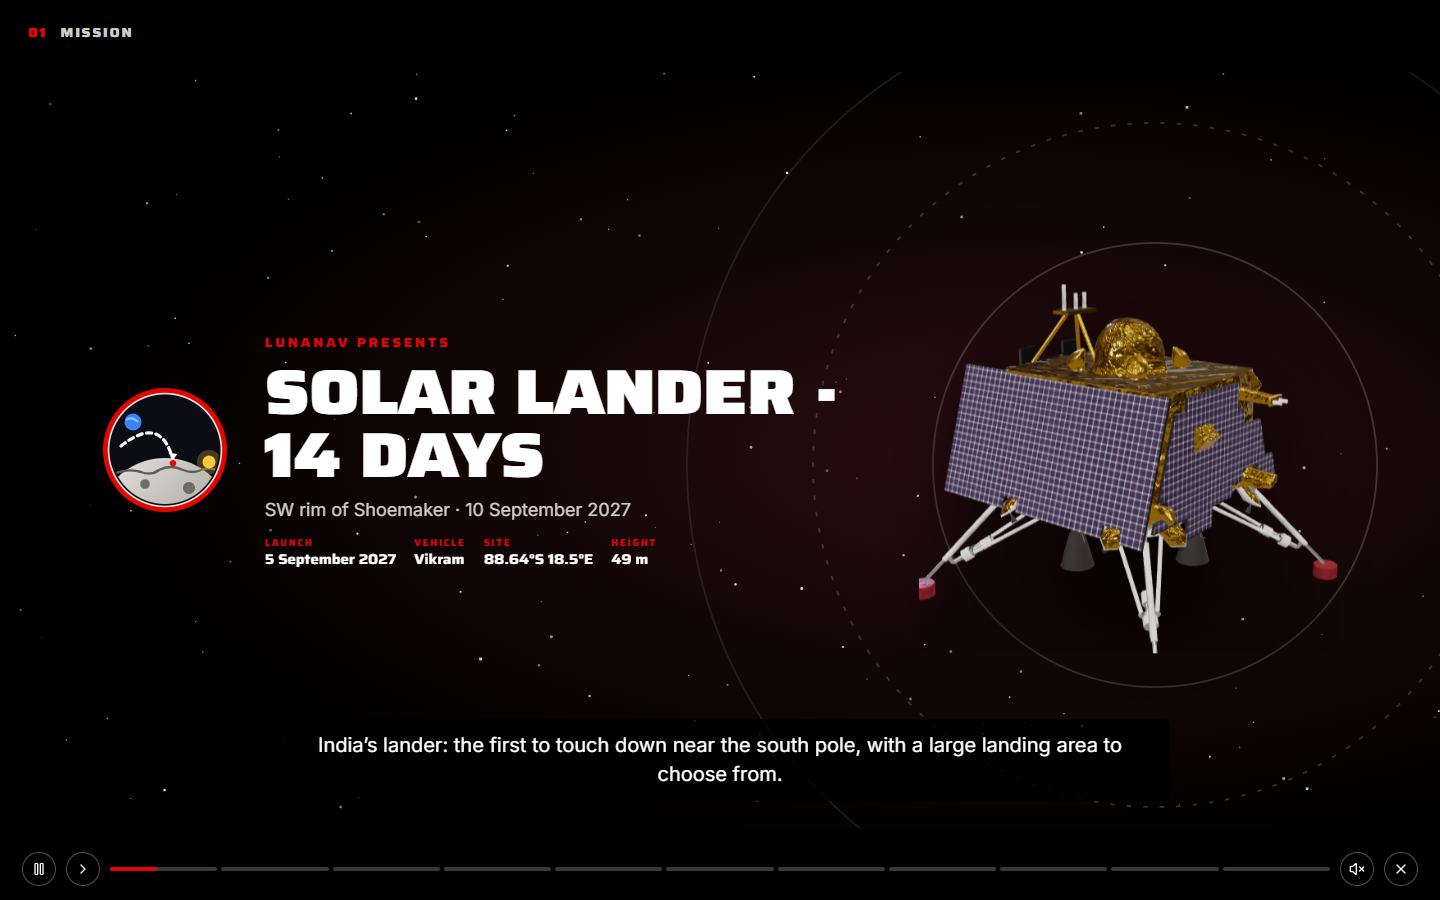 01 MISSION
LUNANAV PRESENTS
SOLAR LANDER -
14 DAYS
SW rim of Shoemaker · 10 September 2027
LAUNCH VEHICLE SITE HEIGHT
5 September 2027 Vikram 88.64°S 18.5°E 49 m
India’s lander: the first to touch down near the south pole, with a large landing area to
choose from.